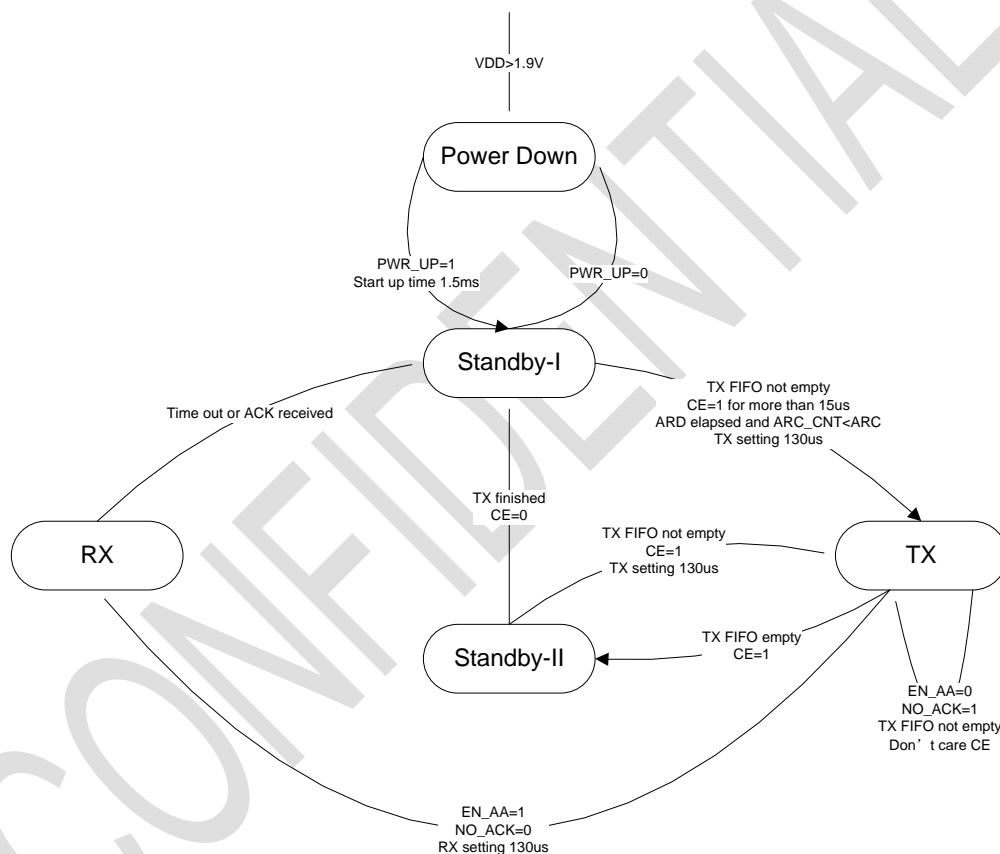 VDD>1.9V
Power Down
PWR_UP=1
Start up time 1.5ms
PWR_UP=0
Standby-I
Time out or ACK received
TX FIFO not empty
CE=1 for more than 15us
ARD elapsed and ARC_CNT<ARC
TX setting 130us
TX finished
CE=0
RX
TX FIFO not empty
CE=1
TX setting 130us
TX
Standby-II
TX FIFO empty
CE=1
EN_AA=0
NO_ACK=1
TX FIFO not empty
Don’t care CE
EN_AA=1
NO_ACK=0
RX setting 130us
CONFIDENTIAL